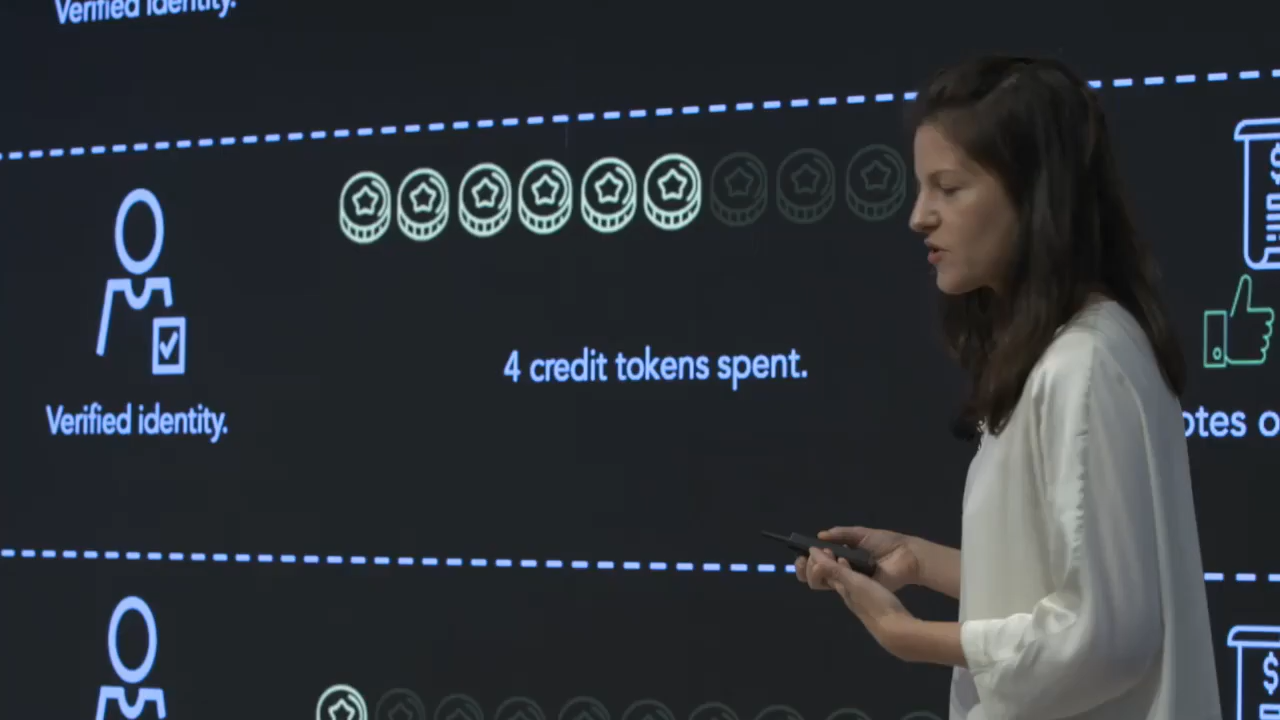 Verified identity.
4 credit tokens spent.
Verified identity.
otes o
$